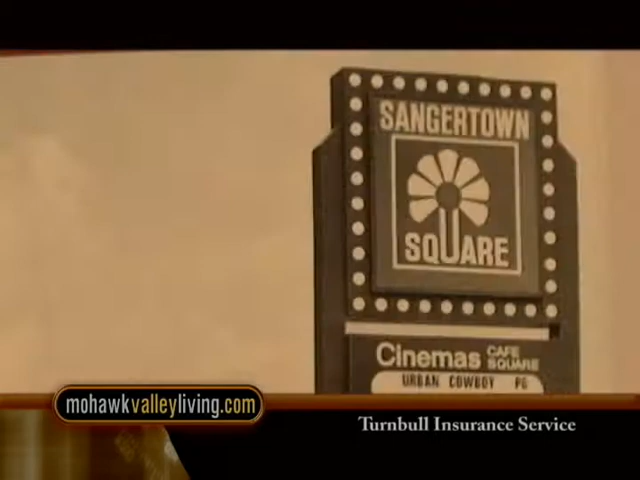 SANGERTOWN
SQUARE
Cinemas CAFE SQUARE
URBAN COWBOY PG
mohawkvalleyliving.com
Turnbull Insurance Service